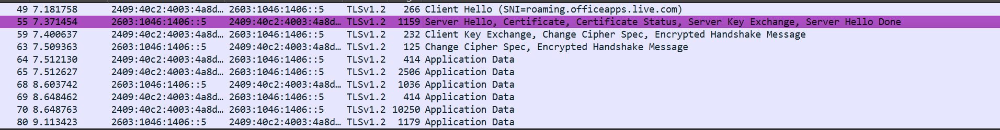 49 7.181758 2409:40c2:4003:4a8d… 2603:1046:1406::5 TLSv1.2 266 Client Hello (SNI=roaming.officeapps.live.com)
55 7.371454 2603:1046:1406::5 2409:40c2:4003:4a8d… TLSv1.2 1159 Server Hello, Certificate, Certificate Status, Server Key Exchange, Server Hello Done
59 7.400637 2409:40c2:4003:4a8d… 2603:1046:1406::5 TLSv1.2 232 Client Key Exchange, Change Cipher Spec, Encrypted Handshake Message
63 7.509363 2603:1046:1406::5 2409:40c2:4003:4a8d… TLSv1.2 125 Change Cipher Spec, Encrypted Handshake Message
64 7.512130 2409:40c2:4003:4a8d… 2603:1046:1406::5 TLSv1.2 414 Application Data
65 7.512627 2409:40c2:4003:4a8d… 2603:1046:1406::5 TLSv1.2 2506 Application Data
68 8.603742 2603:1046:1406::5 2409:40c2:4003:4a8d… TLSv1.2 1036 Application Data
69 8.648462 2409:40c2:4003:4a8d… 2603:1046:1406::5 TLSv1.2 414 Application Data
70 8.648763 2409:40c2:4003:4a8d… 2603:1046:1406::5 TLSv1.2 10250 Application Data
80 9.113423 2603:1046:1406::5 2409:40c2:4003:4a8d… TLSv1.2 1179 Application Data